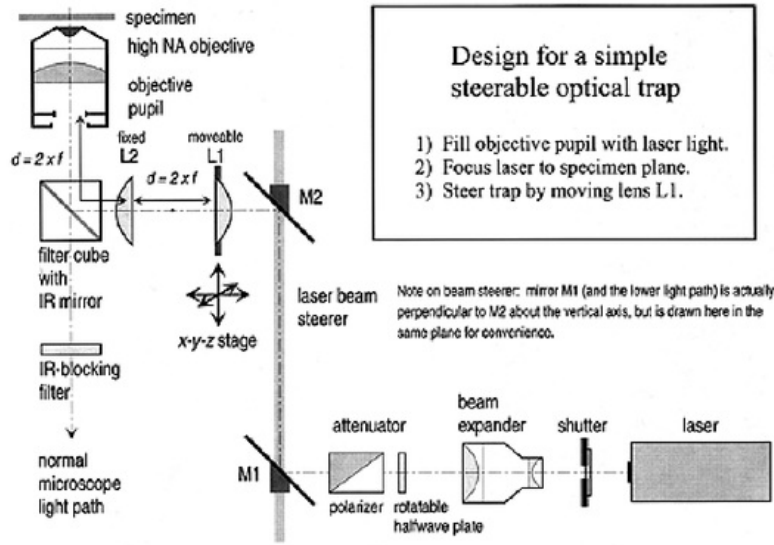 specimen
high NA objective
objective
pupil
fixed
L2
moveable
L1
d = 2 x f
d = 2 x f
M2
filter cube
with
IR mirror
x-y-z stage
laser beam
steerer
IR-blocking
filter
normal
microscope
light path
Design for a simple
steerable optical trap
1) Fill objective pupil with laser light.
2) Focus laser to specimen plane.
3) Steer trap by moving lens L1.
Note on beam steerer: mirror M1 (and the lower light path) is actually
perpendicular to M2 about the vertical axis, but is drawn here in the
same plane for convenience.
M1
attenuator
polarizer
rotatable
halfwave plate
beam
expander
shutter
laser